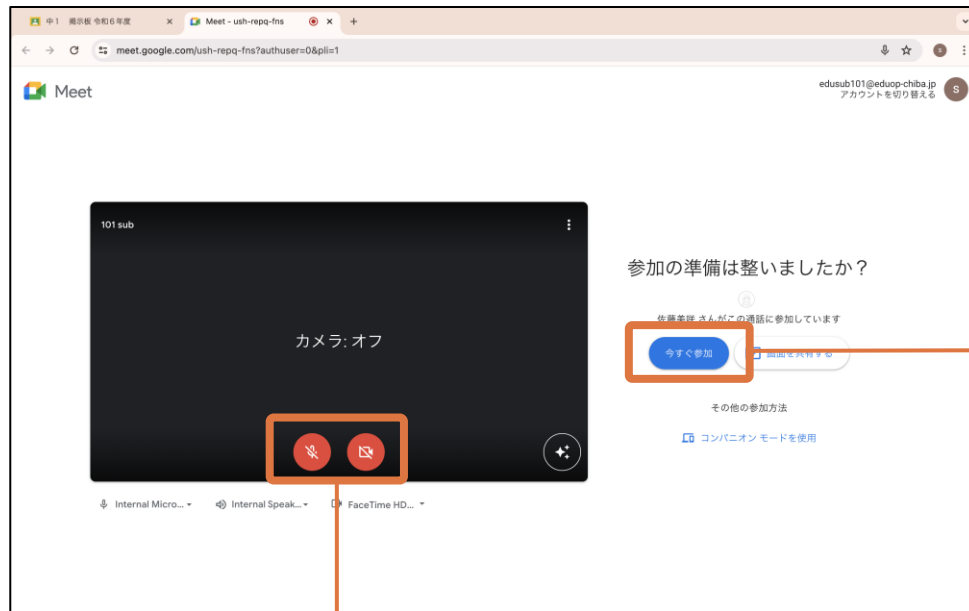 中1 掲示板 令和6年度
Meet - ush-repq-fns
meet.google.com/ush-repq-fns?authuser=0&pli=1
Meet
edusub101@eduop-chiba.jp
アカウントを切り替える
S
101 sub
カメラ: オフ
参加の準備は整いましたか？
佐藤美咲 さんがこの通話に参加しています
今すぐ参加
画面を共有する
その他の参加方法
コンパニオン モードを使用
Internal Micro...
Internal Speak...
FaceTime HD...